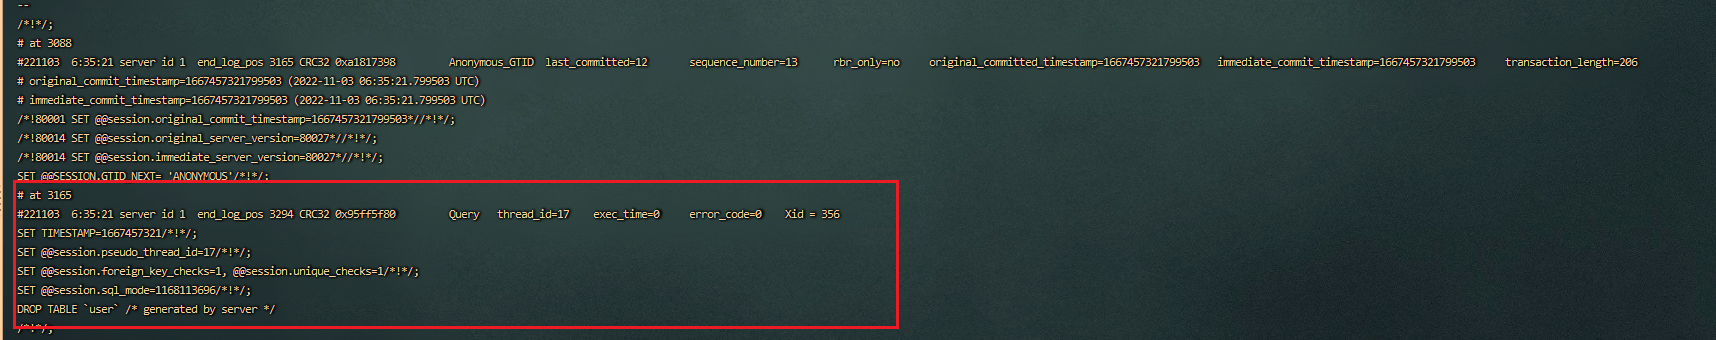 --
/*!*/;
# at 3088
#221103  6:35:21 server id 1  end_log_pos 3165 CRC32 0xa1817398         Anonymous_GTID  last_committed=12       sequence_number=13      rbr_only=no     original_committed_timestamp=1667457321799503   immediate_commit_timestamp=1667457321799503     transaction_length=206
# original_commit_timestamp=1667457321799503 (2022-11-03 06:35:21.799503 UTC)
# immediate_commit_timestamp=1667457321799503 (2022-11-03 06:35:21.799503 UTC)
/*!80001 SET @@session.original_commit_timestamp=1667457321799503*//*!*/;
/*!80014 SET @@session.original_server_version=80027*//*!*/;
/*!80014 SET @@session.immediate_server_version=80027*//*!*/;
SET @@SESSION.GTID_NEXT= 'ANONYMOUS'/*!*/;
# at 3165
#221103  6:35:21 server id 1  end_log_pos 3294 CRC32 0x95ff5f80         Query   thread_id=17    exec_time=0     error_code=0    Xid = 356
SET TIMESTAMP=1667457321/*!*/;
SET @@session.pseudo_thread_id=17/*!*/;
SET @@session.foreign_key_checks=1, @@session.unique_checks=1/*!*/;
SET @@session.sql_mode=1168113696/*!*/;
DROP TABLE `user` /* generated by server */
/*!*/;